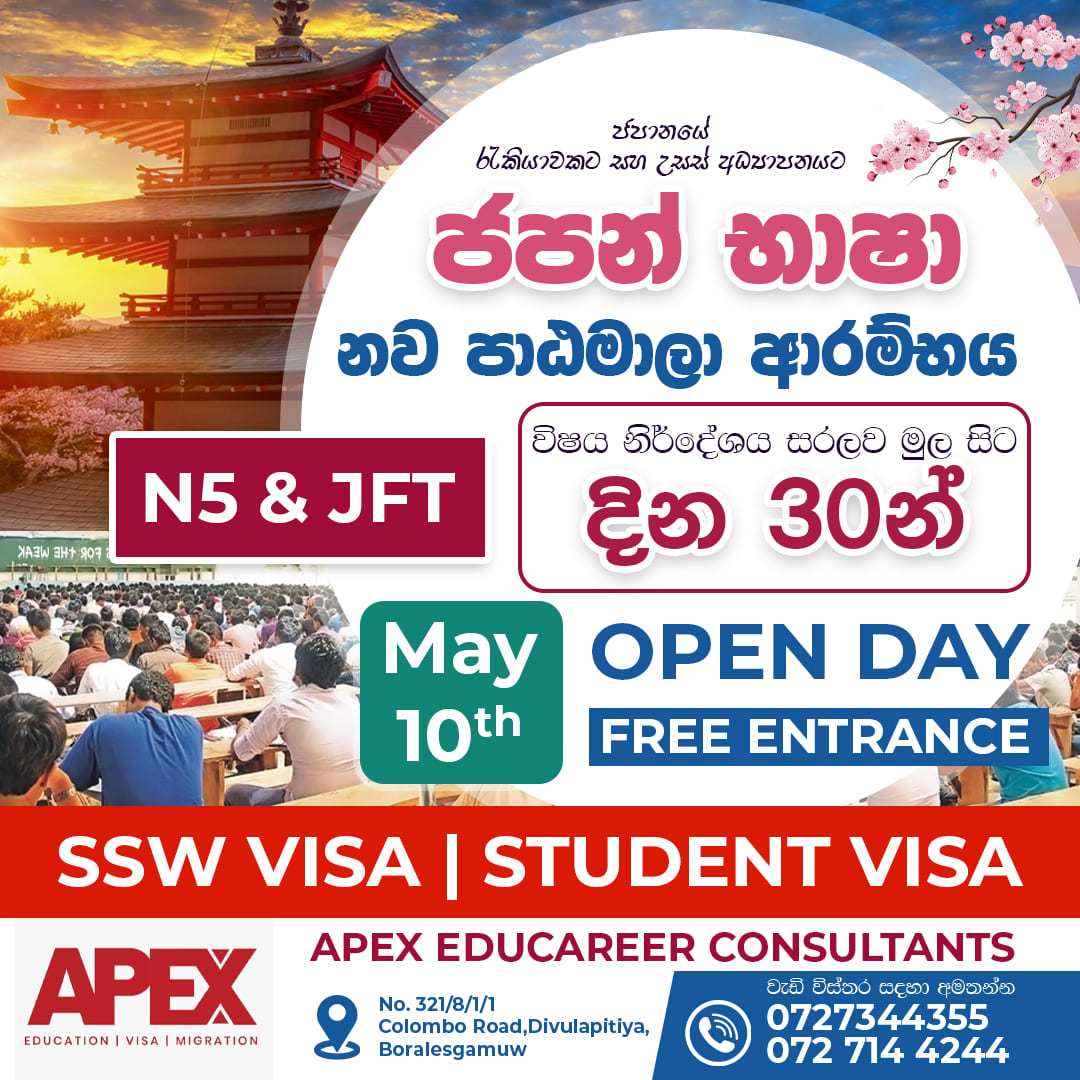 ජපානයේ
රැකියාවකට සහ උසස් අධ්‍යාපනයට
ජපන් භාෂා
නව පාඨමාලා ආරම්භය
විෂය නිර්දේශය සරලව මුල සිට
දින 30න්
N5 & JFT
May
10th
OPEN DAY
FREE ENTRANCE
SSW VISA | STUDENT VISA
APEX
EDUCATION | VISA | MIGRATION
APEX EDUCAREER CONSULTANTS
No. 321/8/1/1
Colombo Road,Divulapitiya,
Boralesgamuw
වැඩි විස්තර සදහා අමතන්න
0727344355
072 714 4244